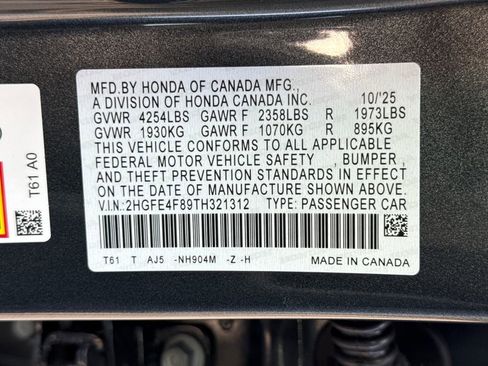 MFD.BY HONDA OF CANADA MFG.,
A DIVISION OF HONDA CANADA INC. 10/'25
GVWR 4254LBS GAWR F 2358LBS R 1973LBS
GVWR 1930KG GAWR F 1070KG R 895KG
THIS VEHICLE CONFORMS TO ALL APPLICABLE
FEDERAL MOTOR VEHICLE SAFETY , BUMPER ,
AND THEFT PREVENTION STANDARDS IN EFFECT
ON THE DATE OF MANUFACTURE SHOWN ABOVE.
V.I.N: 2HGFE4F89TH321312 TYPE: PASSENGER CAR
T61 T AJ5 -NH904M -Z -H MADE IN CANADA
T61 A0